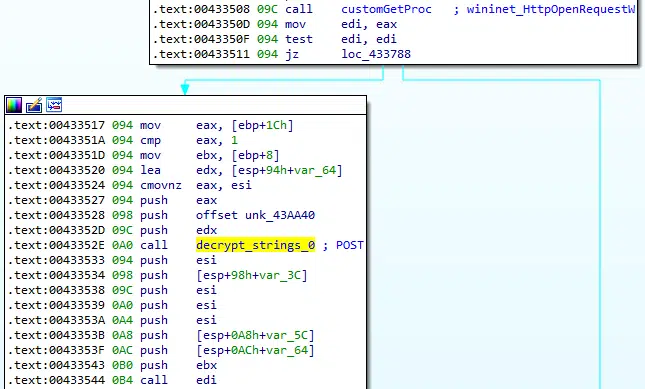 .text:00433508 09C call    customGetProc   ; wininet_HttpOpenRequestW
.text:0043350D 094 mov     edi, eax
.text:0043350F 094 test    edi, edi
.text:00433511 094 jz      loc_433788
.text:00433517 094 mov     eax, [ebp+1Ch]
.text:0043351A 094 cmp     eax, 1
.text:0043351D 094 mov     ebx, [ebp+8]
.text:00433520 094 lea     edx, [esp+94h+var_64]
.text:00433524 094 cmovnz  eax, esi
.text:00433527 094 push    eax
.text:00433528 098 push    offset unk_43AA40
.text:0043352D 09C push    edx
.text:0043352E 0A0 call    decrypt_strings_0 ; POST
.text:00433533 094 push    esi
.text:00433534 098 push    [esp+98h+var_3C]
.text:00433538 09C push    esi
.text:00433539 0A0 push    esi
.text:0043353A 0A4 push    esi
.text:0043353B 0A8 push    [esp+0A8h+var_5C]
.text:0043353F 0AC push    [esp+0ACh+var_64]
.text:00433543 0B0 push    ebx
.text:00433544 0B4 call    edi